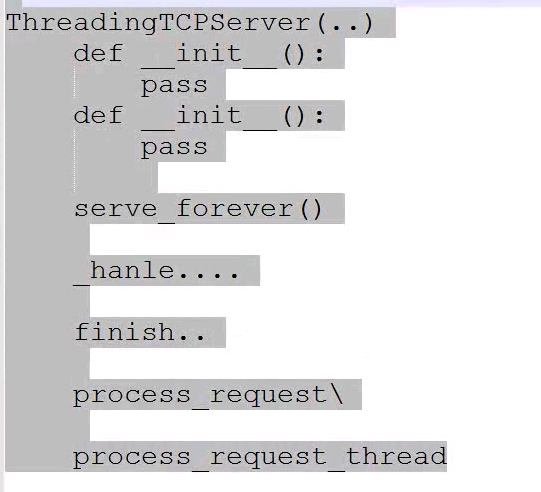 ThreadingTCPServer(..)
def __init__():
pass
def __init__():
pass
serve_forever()
_hanle....
finish..
process_request\
process_request_thread